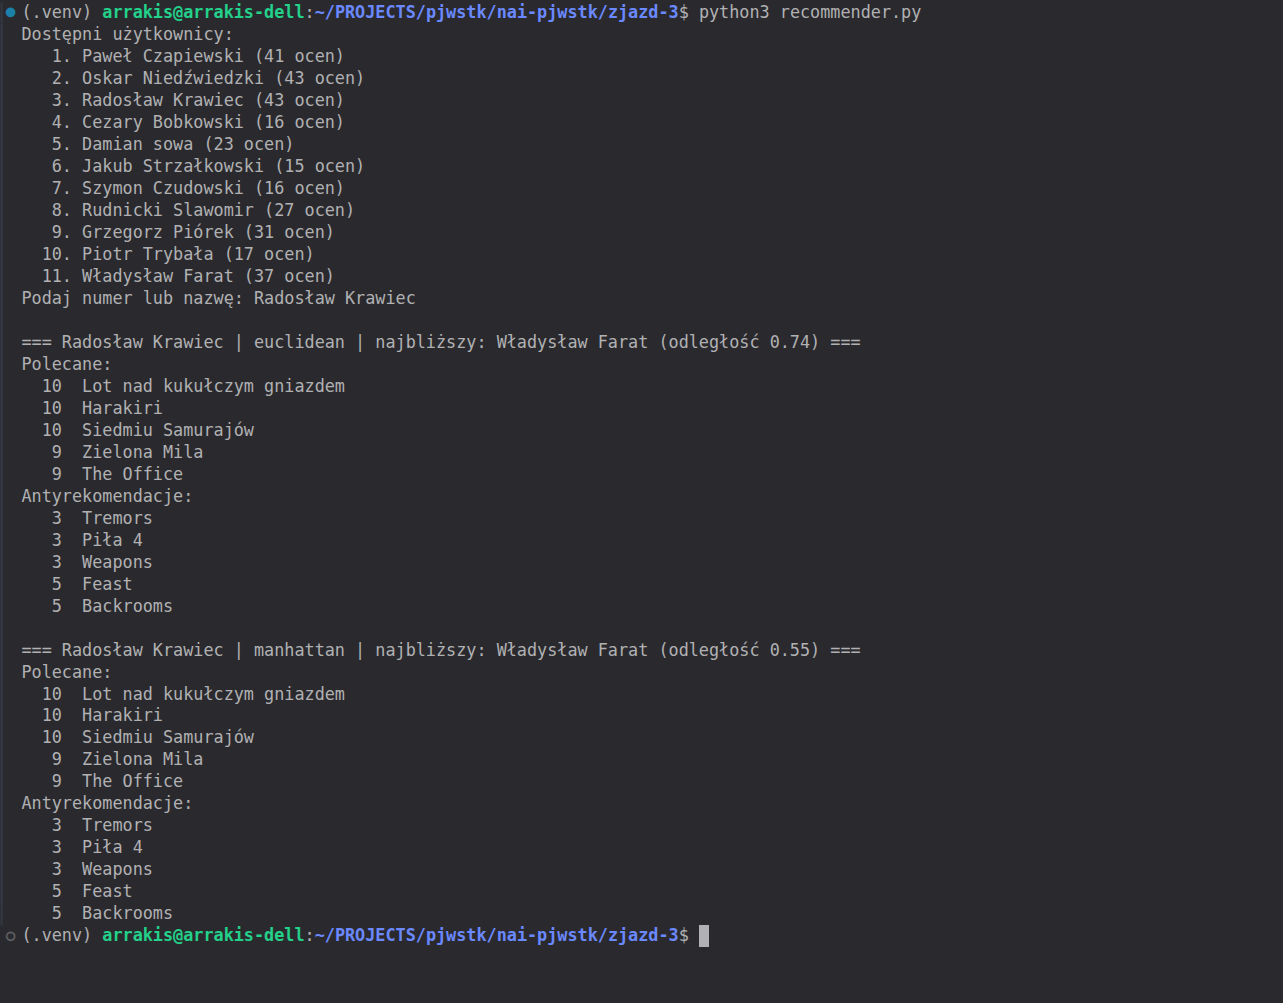 (.venv) arrakis@arrakis-dell:~/PROJECTS/pjwstk/nai-pjwstk/zjazd-3$ python3 recommender.py
Dostępni użytkownicy:
   1. Paweł Czapiewski (41 ocen)
   2. Oskar Niedźwiedzki (43 ocen)
   3. Radosław Krawiec (43 ocen)
   4. Cezary Bobkowski (16 ocen)
   5. Damian sowa (23 ocen)
   6. Jakub Strzałkowski (15 ocen)
   7. Szymon Czudowski (16 ocen)
   8. Rudnicki Slawomir (27 ocen)
   9. Grzegorz Piórek (31 ocen)
  10. Piotr Trybała (17 ocen)
  11. Władysław Farat (37 ocen)
Podaj numer lub nazwę: Radosław Krawiec

=== Radosław Krawiec | euclidean | najbliższy: Władysław Farat (odległość 0.74) ===
Polecane:
  10  Lot nad kukułczym gniazdem
  10  Harakiri
  10  Siedmiu Samurajów
   9  Zielona Mila
   9  The Office
Antyrekomendacje:
   3  Tremors
   3  Piła 4
   3  Weapons
   5  Feast
   5  Backrooms

=== Radosław Krawiec | manhattan | najbliższy: Władysław Farat (odległość 0.55) ===
Polecane:
  10  Lot nad kukułczym gniazdem
  10  Harakiri
  10  Siedmiu Samurajów
   9  Zielona Mila
   9  The Office
Antyrekomendacje:
   3  Tremors
   3  Piła 4
   3  Weapons
   5  Feast
   5  Backrooms
(.venv) arrakis@arrakis-dell:~/PROJECTS/pjwstk/nai-pjwstk/zjazd-3$